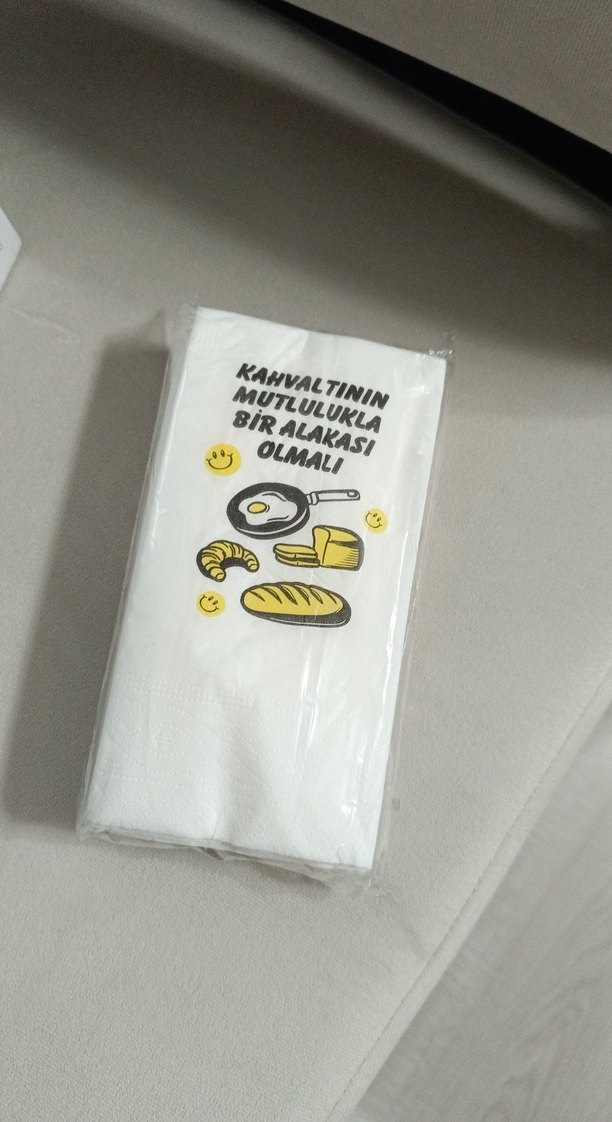 KAHVALTININ
MUTLULUKLA
BİR ALAKASI
OLMALI